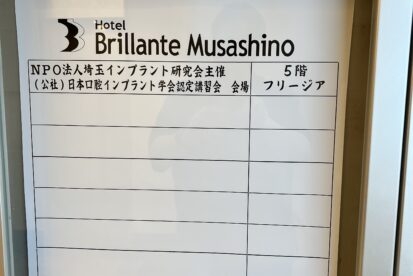 Hotel
Brillante Musashino
NPO法人埼玉インプラント研究会主催
(公社)日本口腔インプラント学会認定講習会 会場
5階
フリージア